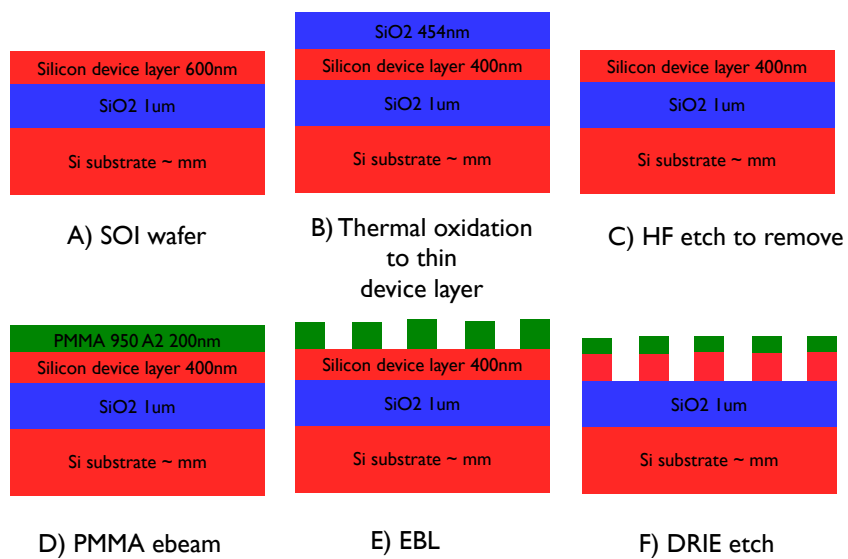 Silicon device layer 600nm
SiO2 1um
Si substrate ~ mm
A) SOI wafer
SiO2 454nm
Silicon device layer 400nm
SiO2 1um
Si substrate ~ mm
B) Thermal oxidation
to thin
device layer
Silicon device layer 400nm
SiO2 1um
Si substrate ~ mm
C) HF etch to remove
PMMA 950 A2 200nm
Silicon device layer 400nm
SiO2 1um
Si substrate ~ mm
D) PMMA ebeam
Silicon device layer 400nm
SiO2 1um
Si substrate ~ mm
E) EBL
SiO2 1um
Si substrate ~ mm
F) DRIE etch